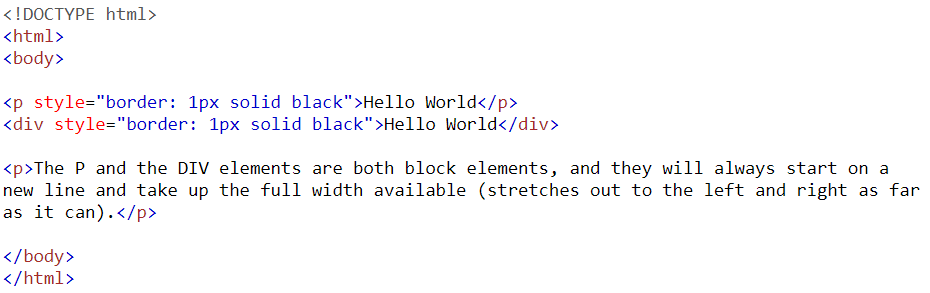 <!DOCTYPE html>
<html>
<body>
<p style="border: 1px solid black">Hello World</p>
<div style="border: 1px solid black">Hello World</div>
<p>The P and the DIV elements are both block elements, and they will always start on a
new line and take up the full width available (stretches out to the left and right as far
as it can).</p>
</body>
</html>